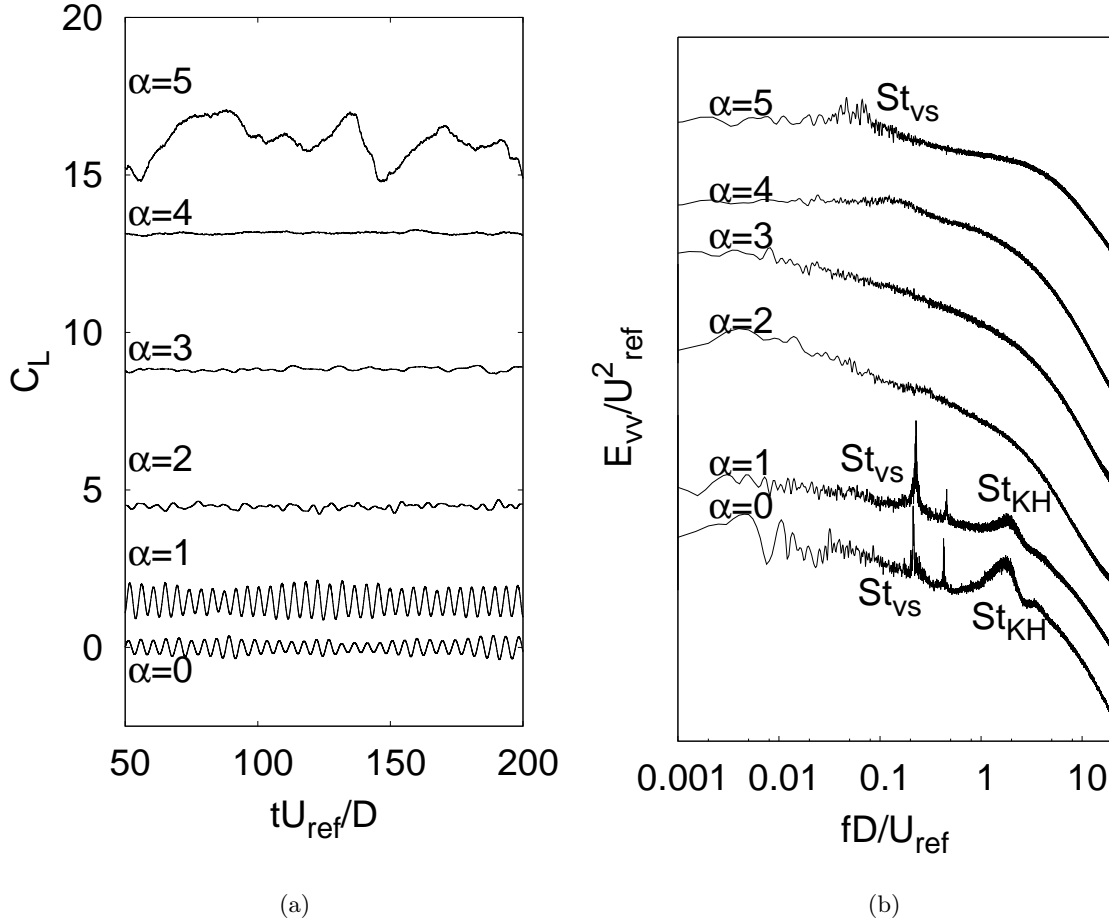 20
15
10
5
0
C_L
α=5
α=4
α=3
α=2
α=1
α=0
50 100 150 200
tU_ref/D
(a)
E_vv/U²_ref
α=5 St_vs
α=4
α=3
α=2
α=1 St_vs St_KH
α=0
St_vs St_KH
0.001 0.01 0.1 1 10
fD/U_ref
(b)